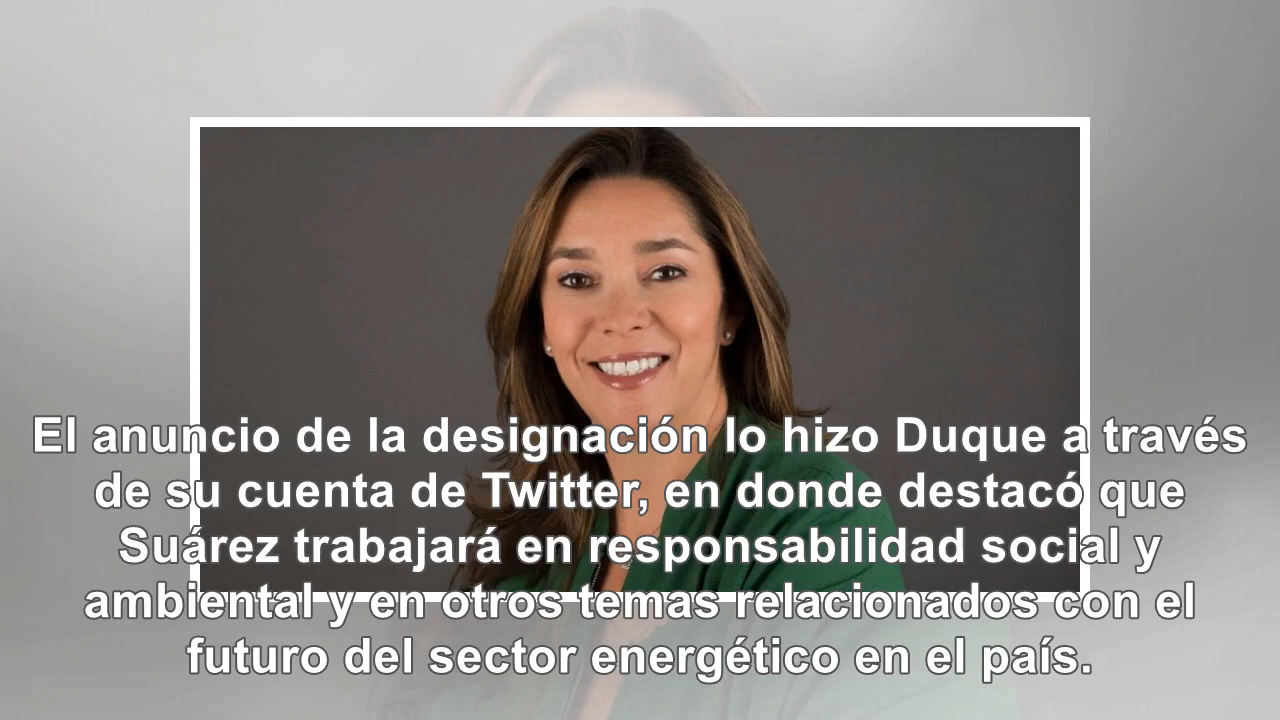 El anuncio de la designación lo hizo Duque a través
de su cuenta de Twitter, en donde destacó que
Suárez trabajará en responsabilidad social y
ambiental y en otros temas relacionados con el
futuro del sector energético en el país.